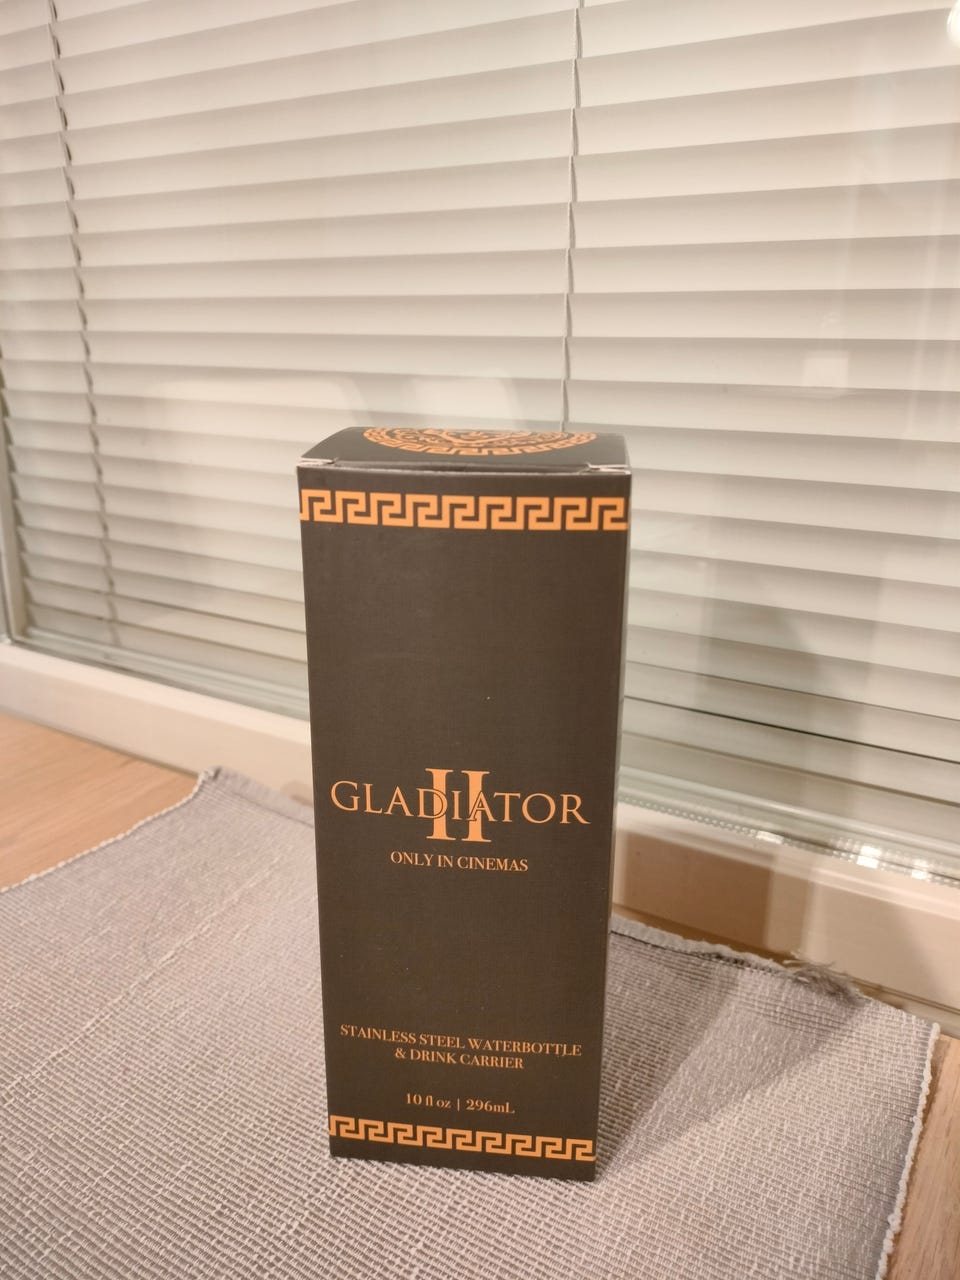 GLADIATOR
II
ONLY IN CINEMAS
STAINLESS STEEL WATERBOTTLE
& DRINK CARRIER
10 fl oz | 296mL